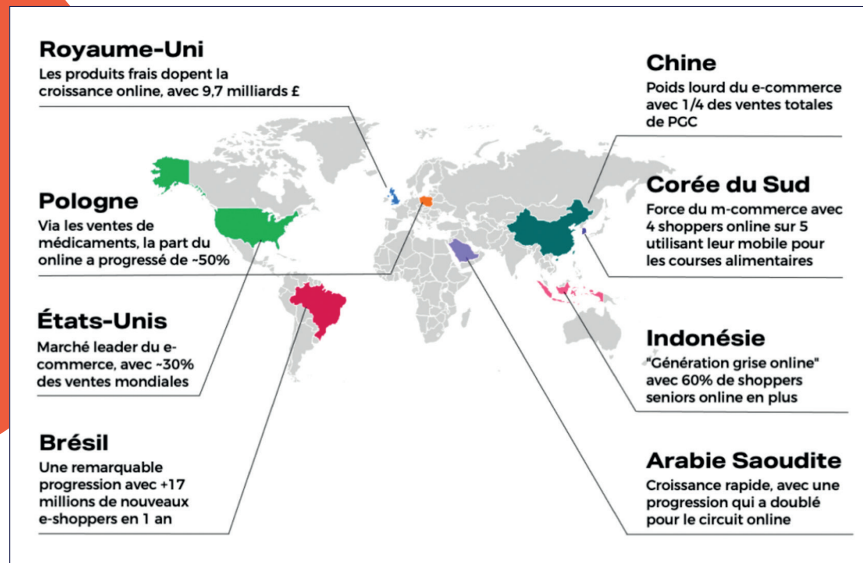 Royaume-Uni
Les produits frais dopent la
croissance online, avec 9,7 milliards £
Pologne
Via les ventes de
médicaments, la part du
online a progressé de ~50%
États-Unis
Marché leader du e-
commerce, avec ~30%
des ventes mondiales
Brésil
Une remarquable
progression avec +17
millions de nouveaux
e-shoppers en 1 an
Chine
Poids lourd du e-commerce
avec 1/4 des ventes totales
de PGC
Corée du Sud
Force du m-commerce avec
4 shoppers online sur 5
utilisant leur mobile pour
les courses alimentaires
Indonésie
"Génération grise online"
avec 60% de shoppers
seniors online en plus
Arabie Saoudite
Croissance rapide, avec une
progression qui a doublé
pour le circuit online